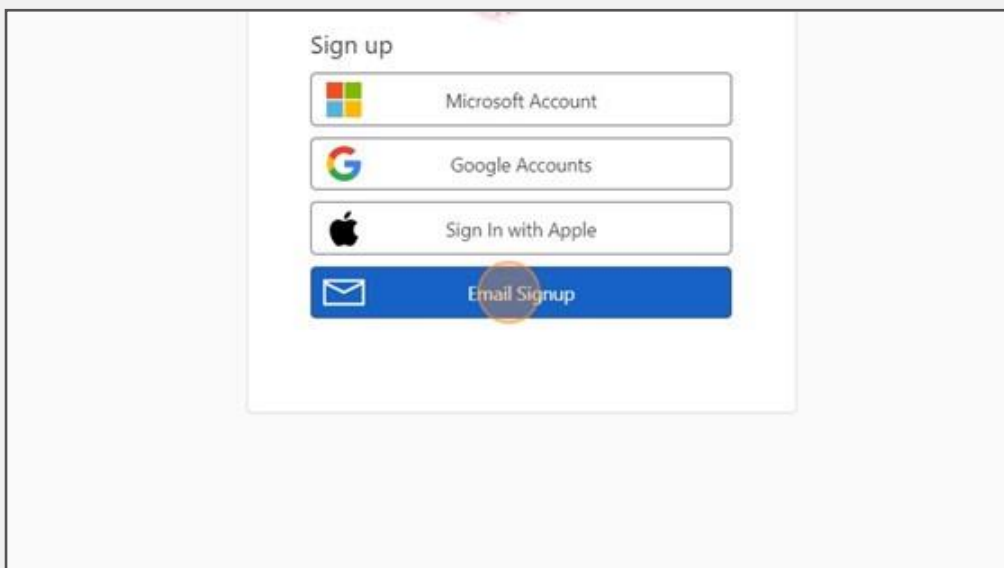 Sign up
Microsoft Account
Google Accounts
Sign In with Apple
Email Signup